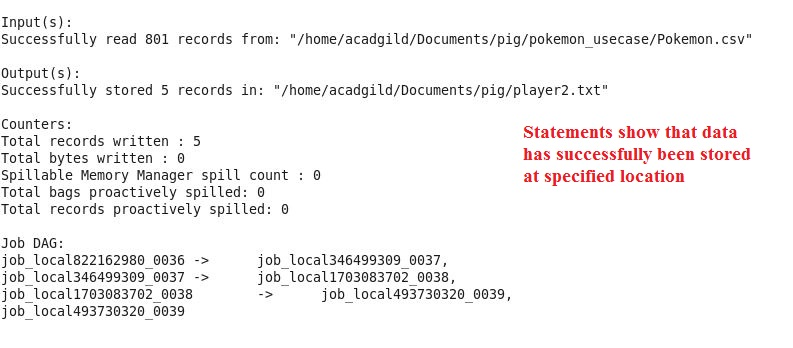 Input(s):
Successfully read 801 records from: "/home/acadgild/Documents/pig/pokemon_usecase/Pokemon.csv"
Output(s):
Successfully stored 5 records in: "/home/acadgild/Documents/pig/player2.txt"
Counters:
Total records written : 5
Total bytes written : 0
Spillable Memory Manager spill count : 0
Total bags proactively spilled: 0
Total records proactively spilled: 0
Statements show that data
has successfully been stored
at specified location
Job DAG:
job_local822162980_0036 ->      job_local346499309_0037,
job_local346499309_0037 ->      job_local1703083702_0038,
job_local1703083702_0038        ->      job_local493730320_0039,
job_local493730320_0039